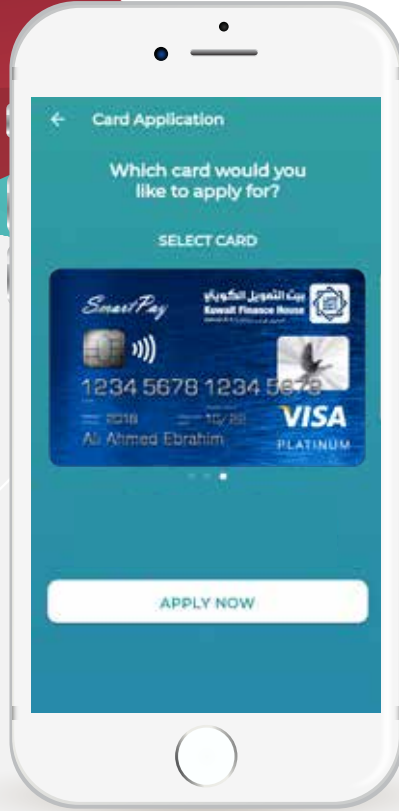 Card Application
Which card would you
like to apply for?
SELECT CARD
SmartPay
بيت التمويل الكويتي
Kuwait Finance House
1234 5678 1234 5678
2018
10/22
Ali Ahmed Ebrahim
VISA
PLATINUM
APPLY NOW